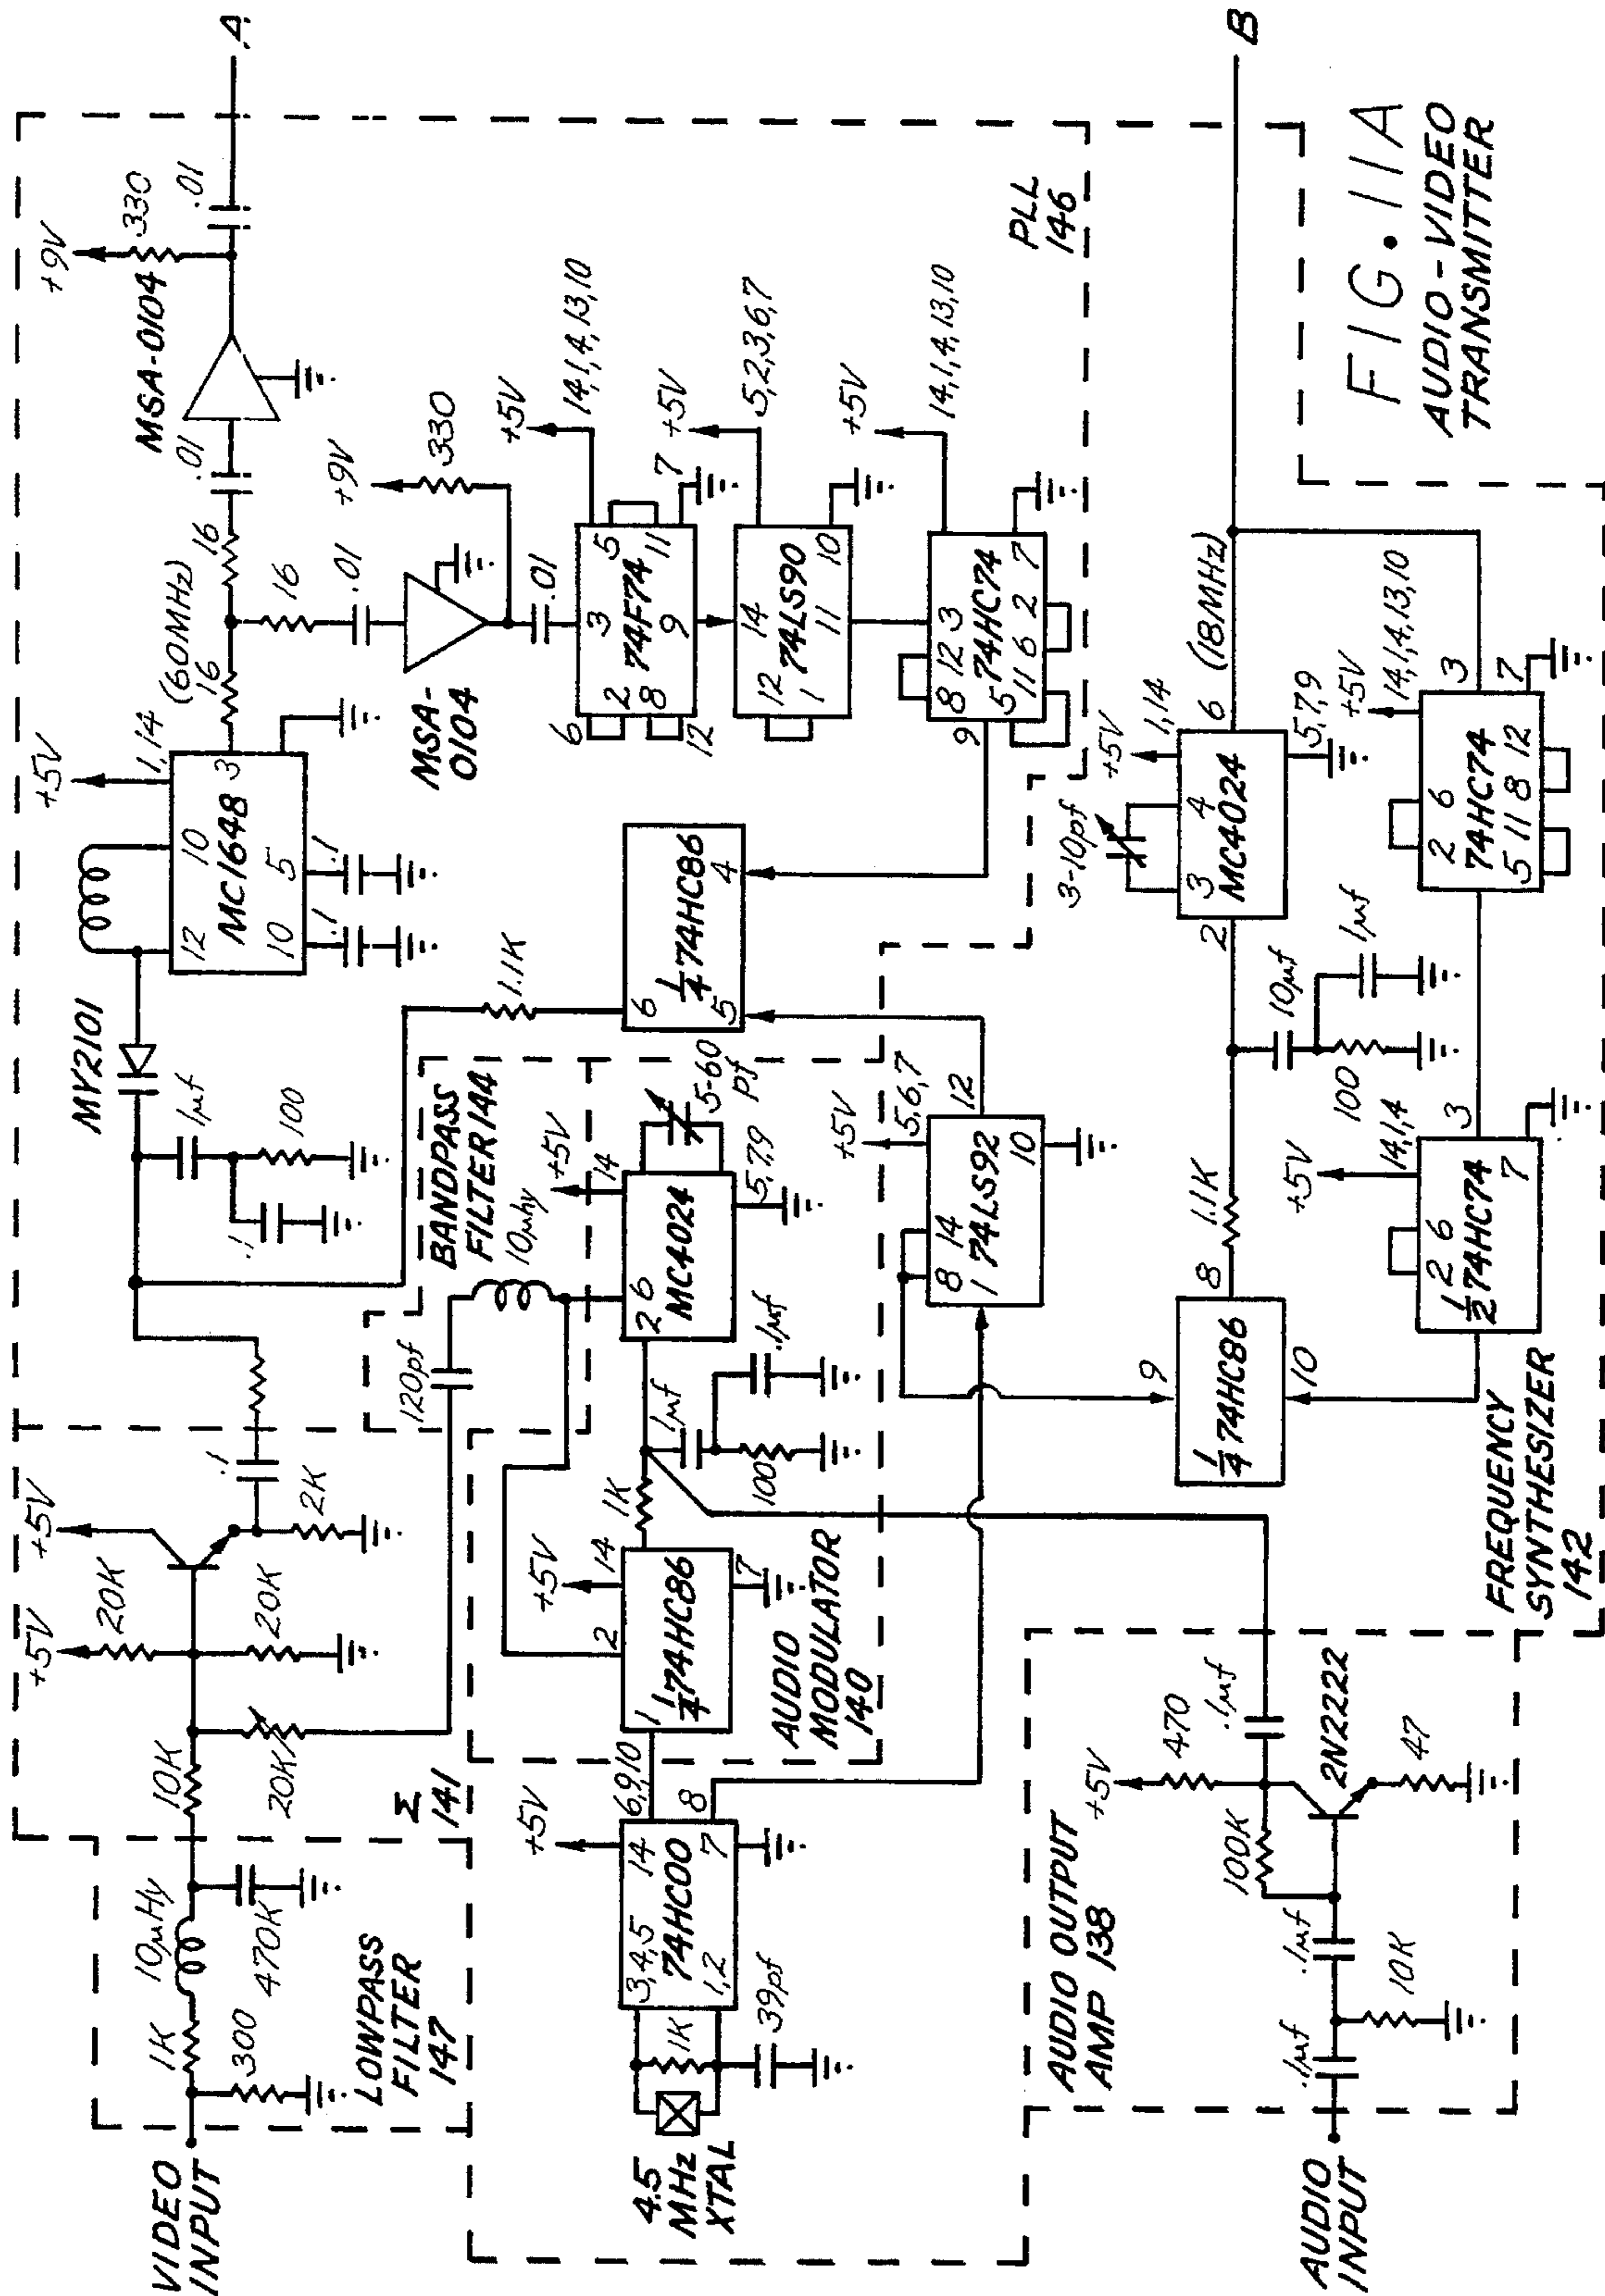 VIDEO
INPUT
1K
10µHy
300
470K
LOWPASS
FILTER
147
10K
20K
Σ
141
+5V
20K
20K
+5V
2K
.1
MY2101
1µf
100
.1
+5V
1,14
12
10
MC1648
3
10
5
.1
.1
(60MHz)
16
16
.01
MSA-0104
+9V
330
.01
A
16
.01
MSA-
0104
+9V
330
.01
+5V
14,1,4,13,10
3
5
6
2
74F74
8
11
12
9
7
+5V
5,2,3,6,7
14
12
74LS90
1
11
10
+5V
14,1,4,13,10
3
8
12
74HC74
9
5
11
6
2
7
PLL
146
1.1K
6
1/4 74HC86
5
4
BANDPASS
FILTER 144
120pf
10µhy
+5V
14
2
6
MC4024
5,7,9
5-60
pf
.1µf
1µf
100
1K
+5V
14
2
1/4 74HC86
1
7
AUDIO
MODULATOR
140
6,9,10
8
+5V
3,4,5
14
74HC00
1,2
7
1K
39pf
4.5
MHz
XTAL
+5V
5,6,7
8
14
74LS92
1
12
10
9
1/4 74HC86
10
8
1.1K
10µf
100
1µf
3-10pf
+5V
1,14
3
4
2
MC4024
6
(18MHz)
5,7,9
B
+5V
14,1,4,13,10
2
6
3
74HC74
5
11
8
12
7
+5V
14,1,4
2
6
3
1/2 74HC74
7
FREQUENCY
SYNTHESIZER
142
AUDIO OUTPUT
AMP 138
+5V
470
100K
.1µf
2N2222
47
.1µf
.1µf
10K
AUDIO
INPUT
FIG. 11A
AUDIO-VIDEO
TRANSMITTER